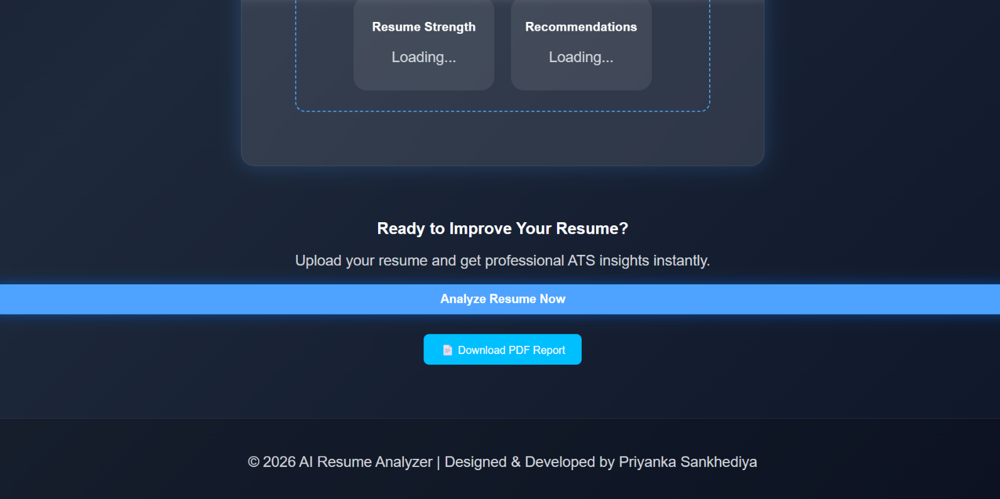 Resume Strength
Recommendations
Loading...
Loading...
Ready to Improve Your Resume?
Upload your resume and get professional ATS insights instantly.
Analyze Resume Now
Download PDF Report
© 2026 AI Resume Analyzer | Designed & Developed by Priyanka Sankhediya